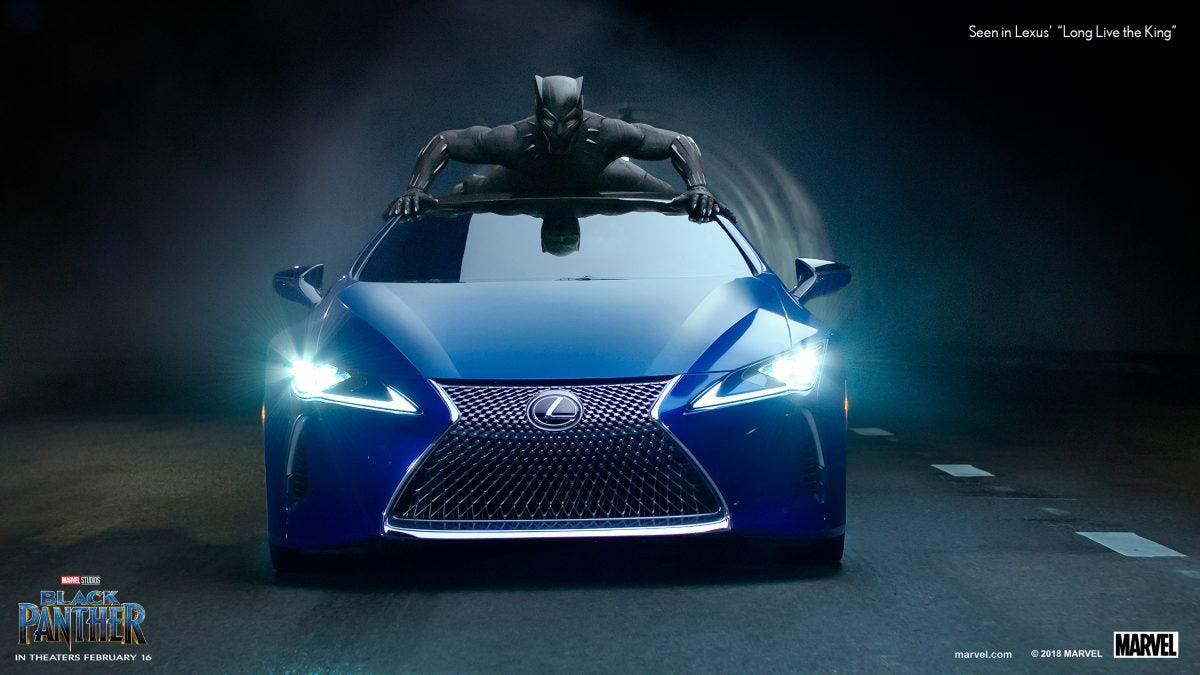 Seen in Lexus' "Long Live the King"
MARVEL STUDIOS
BLACK
PANTHER
IN THEATERS FEBRUARY 16
marvel.com
© 2018 MARVEL
MARVEL